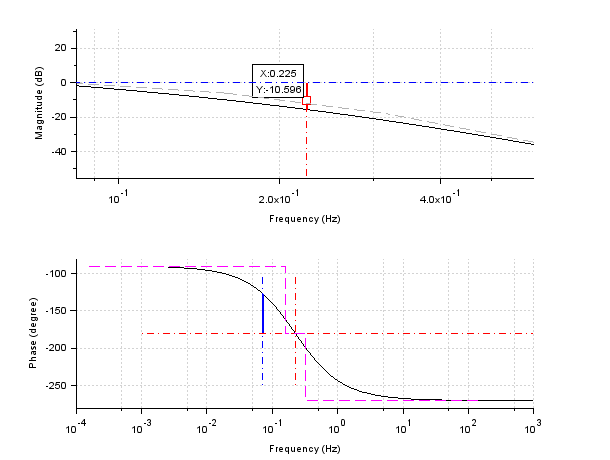 20
0
-20
-40
Magnitude (dB)
X:0.225
Y:-10.596
10^-1
2.0x10^-1
4.0x10^-1
Frequency (Hz)
-100
-150
-200
-250
Phase (degree)
10^-4
10^-3
10^-2
10^-1
10^0
10^1
10^2
10^3
Frequency (Hz)